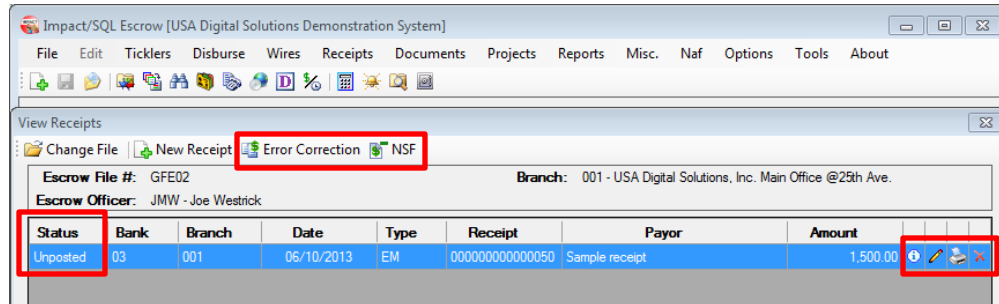 Impact/SQL Escrow [USA Digital Solutions Demonstration System]
File Edit Ticklers Disburse Wires Receipts Documents Projects Reports Misc. Naf Options Tools About
D
View Receipts
Change File New Receipt Error Correction NSF
Escrow File #: GFE02 Branch: 001 - USA Digital Solutions, Inc. Main Office @25th Ave.
Escrow Officer: JMW - Joe Westrick
Status Bank Branch Date Type Receipt Payor Amount
Unposted 03 001 06/10/2013 EM 000000000000050 Sample receipt 1,500.00